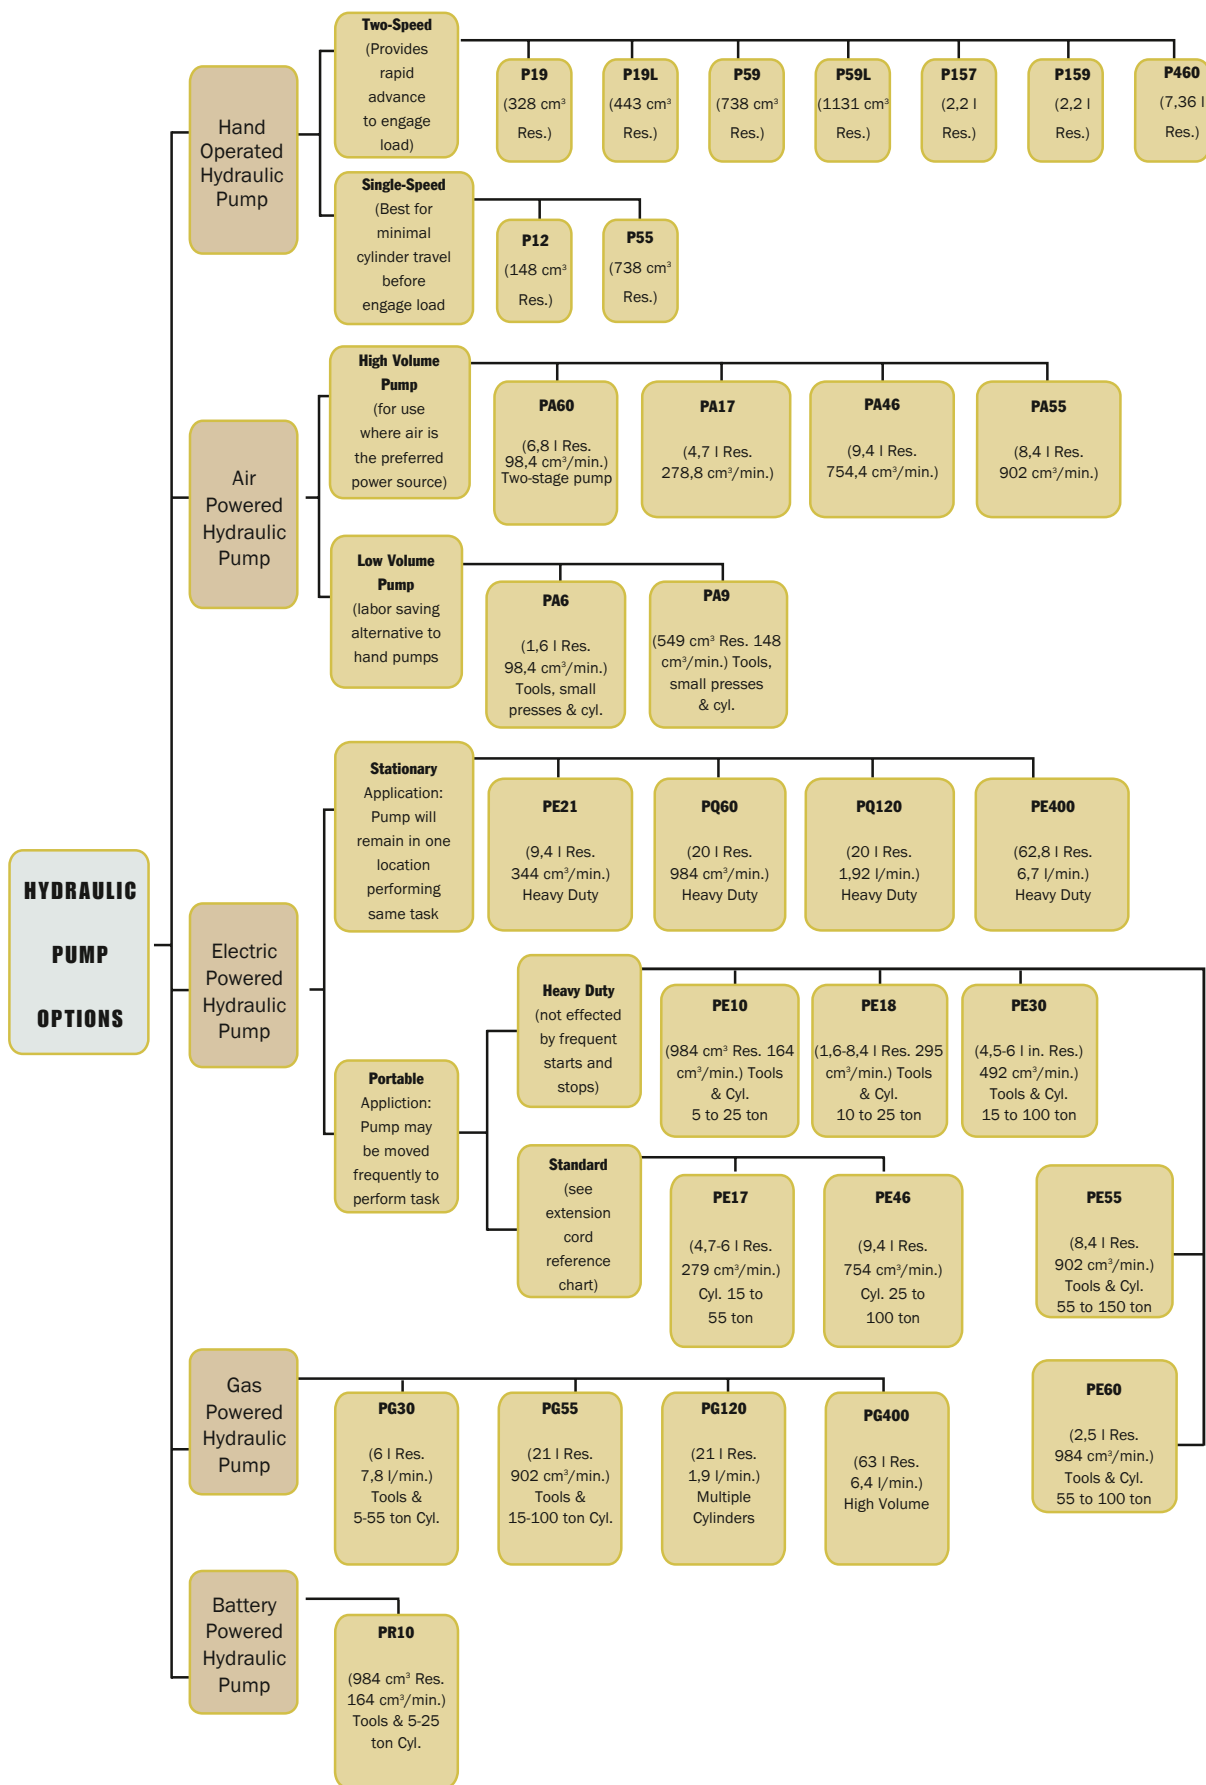 HYDRAULIC
PUMP
OPTIONS
Hand
Operated
Hydraulic
Pump
Two-Speed
(Provides
rapid
advance
to engage
load)
P19
(328 cm³
Res.)
P19L
(443 cm³
Res.)
P59
(738 cm³
Res.)
P59L
(1131 cm³
Res.)
P157
(2,2 l
Res.)
P159
(2,2 l
Res.)
P460
(7,36 l
Res.)
Single-Speed
(Best for
minimal
cylinder travel
before
engage load
P12
(148 cm³
Res.)
P55
(738 cm³
Res.)
Air
Powered
Hydraulic
Pump
High Volume
Pump
(for use
where air is
the preferred
power source)
PA60
(6,8 l Res.
98,4 cm³/min.)
Two-stage pump
PA17
(4,7 l Res.
278,8 cm³/min.)
PA46
(9,4 l Res.
754,4 cm³/min.)
PA55
(8,4 l Res.
902 cm³/min.)
Low Volume
Pump
(labor saving
alternative to
hand pumps
PA6
(1,6 l Res.
98,4 cm³/min.)
Tools, small
presses & cyl.
PA9
(549 cm³ Res. 148
cm³/min.) Tools,
small presses
& cyl.
Electric
Powered
Hydraulic
Pump
Stationary
Application:
Pump will
remain in one
location
performing
same task
PE21
(9,4 l Res.
344 cm³/min.)
Heavy Duty
PQ60
(20 l Res.
984 cm³/min.)
Heavy Duty
PQ120
(20 l Res.
1,92 l/min.)
Heavy Duty
PE400
(62,8 l Res.
6,7 l/min.)
Heavy Duty
Portable
Appliction:
Pump may
be moved
frequently to
perform task
Heavy Duty
(not effected
by frequent
starts and
stops)
PE10
(984 cm³ Res. 164
cm³/min.) Tools
& Cyl.
5 to 25 ton
PE18
(1,6-8,4 l Res. 295
cm³/min.) Tools
& Cyl.
10 to 25 ton
PE30
(4,5-6 l in. Res.)
492 cm³/min.)
Tools & Cyl.
15 to 100 ton
PE55
(8,4 l Res.
902 cm³/min.)
Tools & Cyl.
55 to 150 ton
PE60
(2,5 l Res.
984 cm³/min.)
Tools & Cyl.
55 to 100 ton
Standard
(see
extension
cord
reference
chart)
PE17
(4,7-6 l Res.
279 cm³/min.)
Cyl. 15 to
55 ton
PE46
(9,4 l Res.
754 cm³/min.)
Cyl. 25 to
100 ton
Gas
Powered
Hydraulic
Pump
PG30
(6 l Res.
7,8 l/min.)
Tools &
5-55 ton Cyl.
PG55
(21 l Res.
902 cm³/min.)
Tools &
15-100 ton Cyl.
PG120
(21 l Res.
1,9 l/min.)
Multiple
Cylinders
PG400
(63 l Res.
6,4 l/min.)
High Volume
Battery
Powered
Hydraulic
Pump
PR10
(984 cm³ Res.
164 cm³/min.)
Tools & 5-25
ton Cyl.